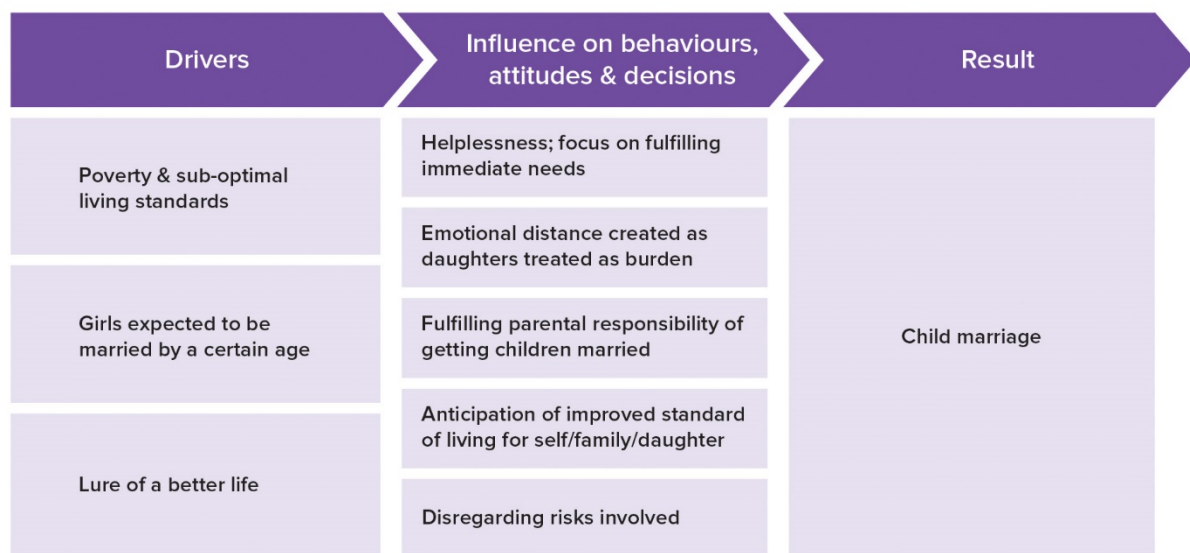 Drivers
Influence on behaviours,
attitudes & decisions
Result
Poverty & sub-optimal
living standards
Girls expected to be
married by a certain age
Lure of a better life
Helplessness; focus on fulfilling
immediate needs
Emotional distance created as
daughters treated as burden
Fulfilling parental responsibility of
getting children married
Anticipation of improved standard
of living for self/family/daughter
Disregarding risks involved
Child marriage